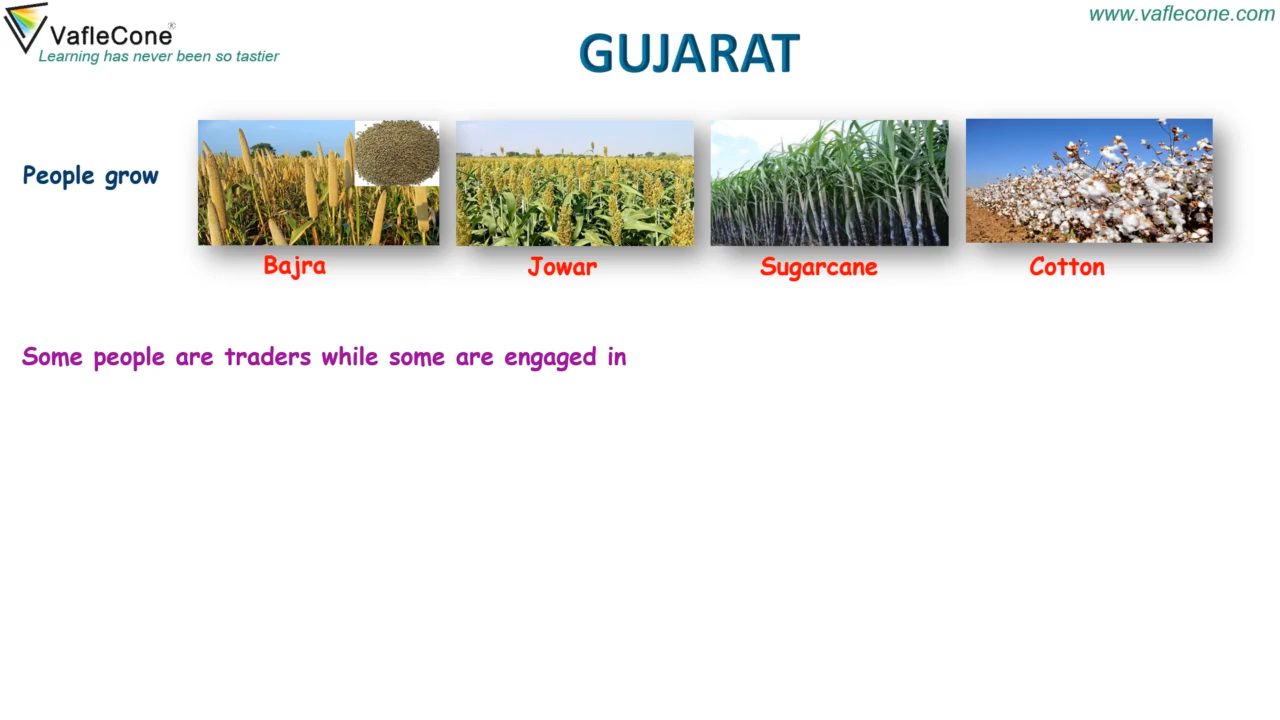 www.vaflecone.com
VafleCone®
Learning has never been so tastier
GUJARAT
People grow
Bajra
Jowar
Sugarcane
Cotton
Some people are traders while some are engaged in